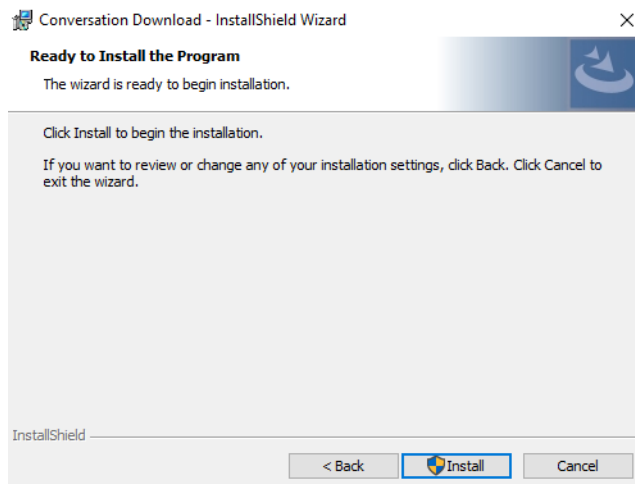 Conversation Download - InstallShield Wizard
Ready to Install the Program
The wizard is ready to begin installation.
Click Install to begin the installation.
If you want to review or change any of your installation settings, click Back. Click Cancel to
exit the wizard.
InstallShield
< Back
Install
Cancel